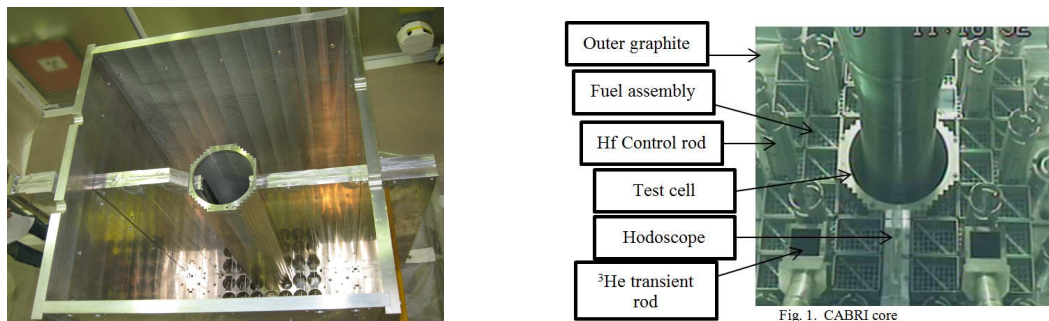 Outer graphite
Fuel assembly
Hf Control rod
Test cell
Hodoscope
³He transient
rod
Fig. 1. CABRI core